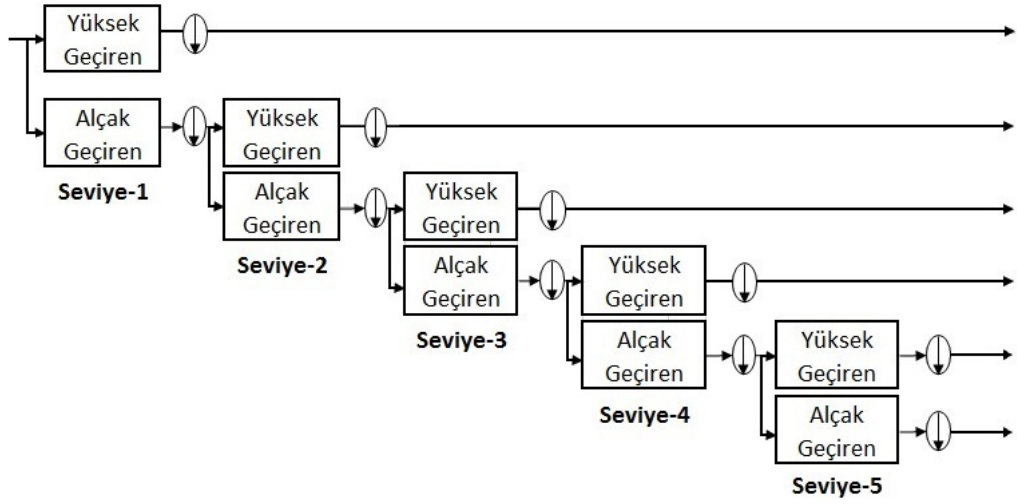 Yüksek
Geçiren
Alçak
Geçiren
Seviye-1
Yüksek
Geçiren
Alçak
Geçiren
Seviye-2
Yüksek
Geçiren
Alçak
Geçiren
Seviye-3
Yüksek
Geçiren
Alçak
Geçiren
Seviye-4
Yüksek
Geçiren
Alçak
Geçiren
Seviye-5